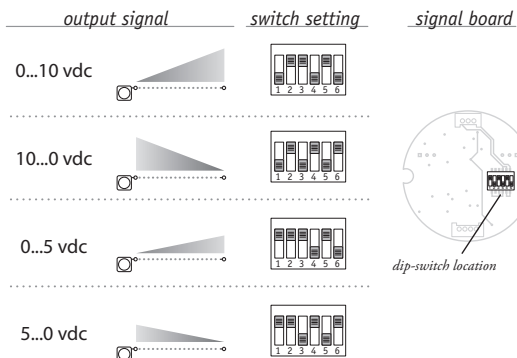 output signal switch setting signal board
0...10 vdc
1 2 3 4 5 6
10...0 vdc
1 2 3 4 5 6
dip-switch location
0...5 vdc
1 2 3 4 5 6
5...0 vdc
1 2 3 4 5 6